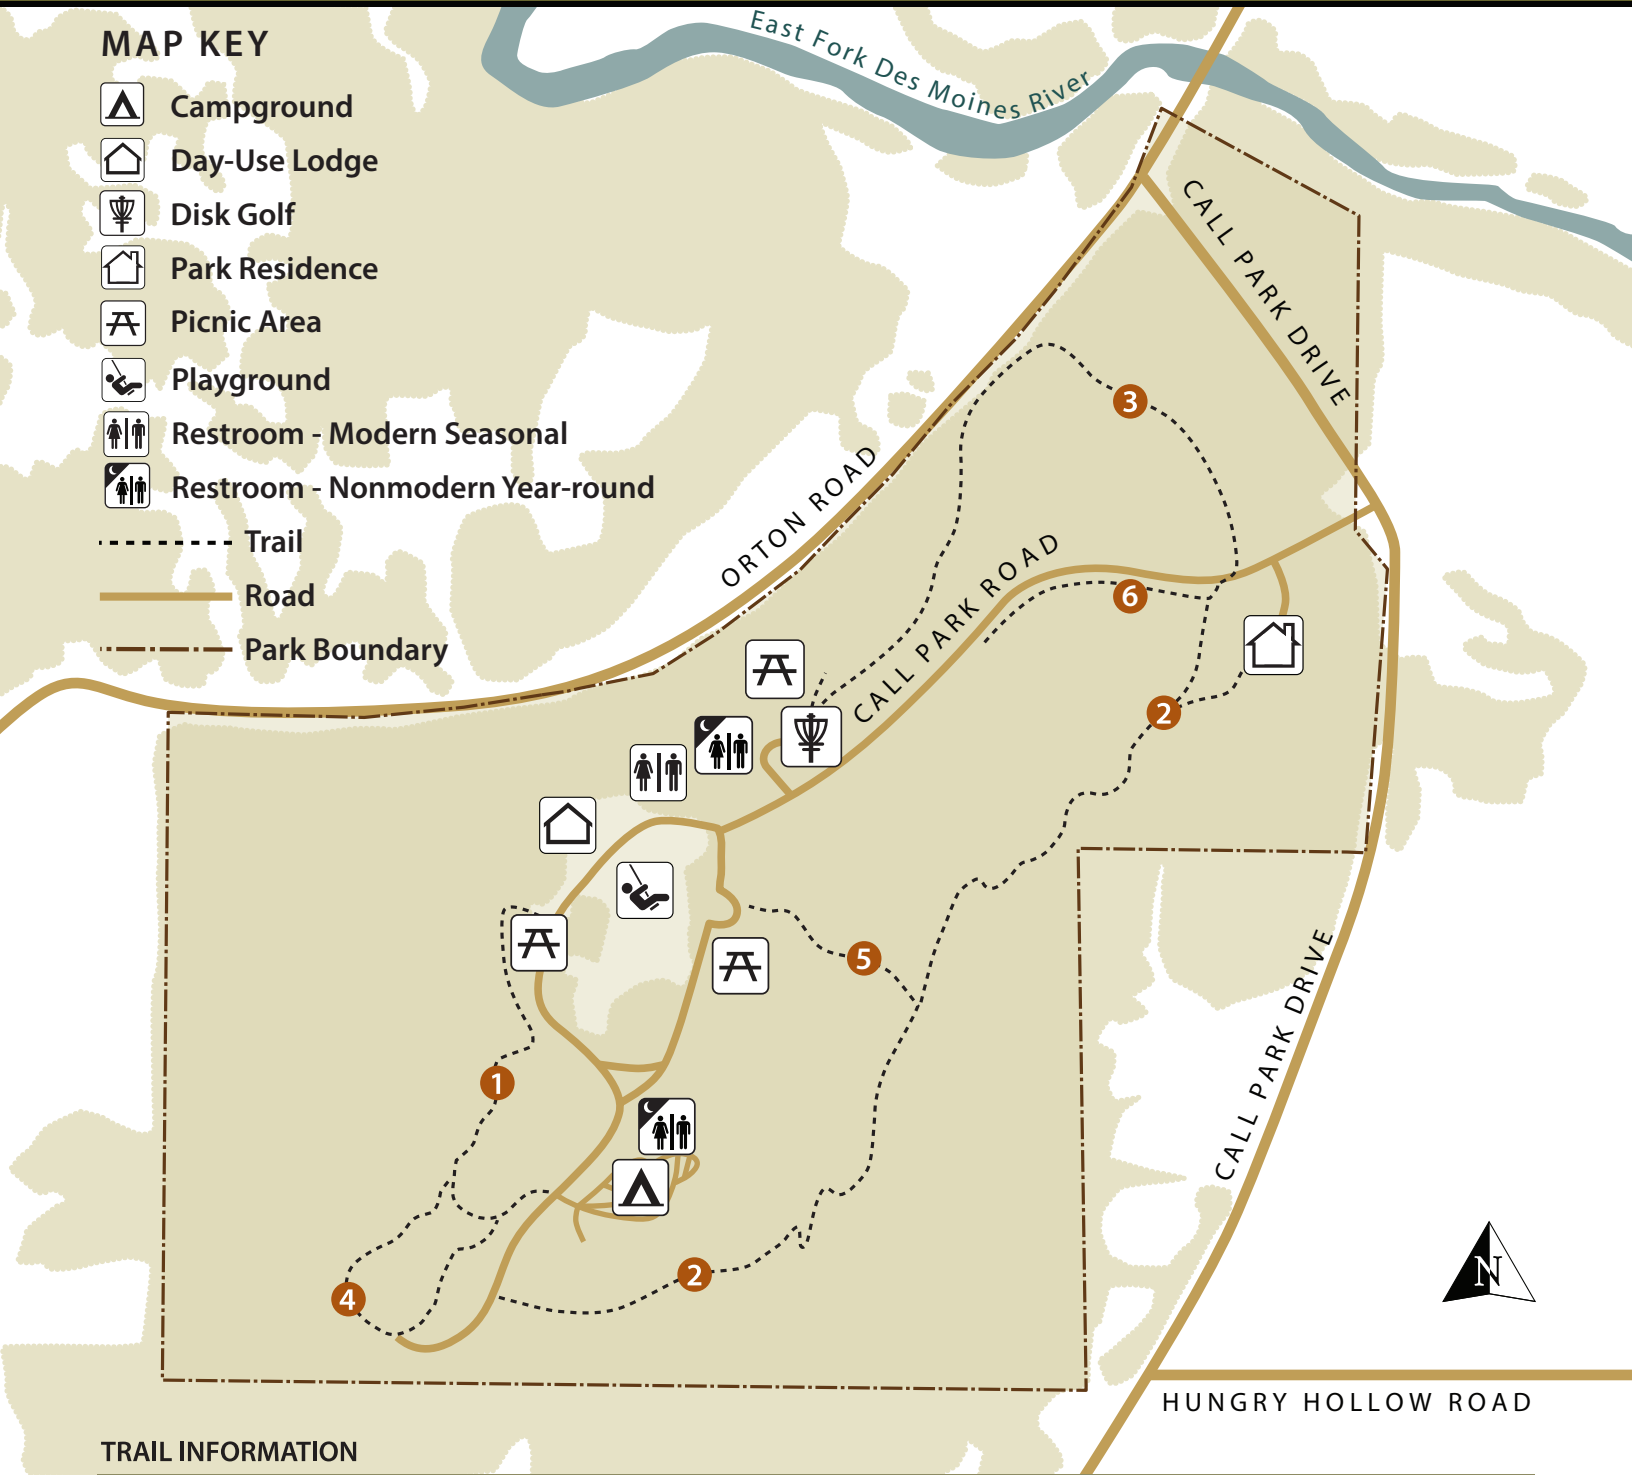 MAP KEY
Campground
Day-Use Lodge
Disk Golf
Park Residence
Picnic Area
Playground
Restroom - Modern Seasonal
Restroom - Nonmodern Year-round
Trail
Road
Park Boundary
East Fork Des Moines River
CALL PARK DRIVE
ORTON ROAD
CALL PARK ROAD
3
6
2
5
1
4
2
CALL PARK DRIVE
N
HUNGRY HOLLOW ROAD
TRAIL INFORMATION